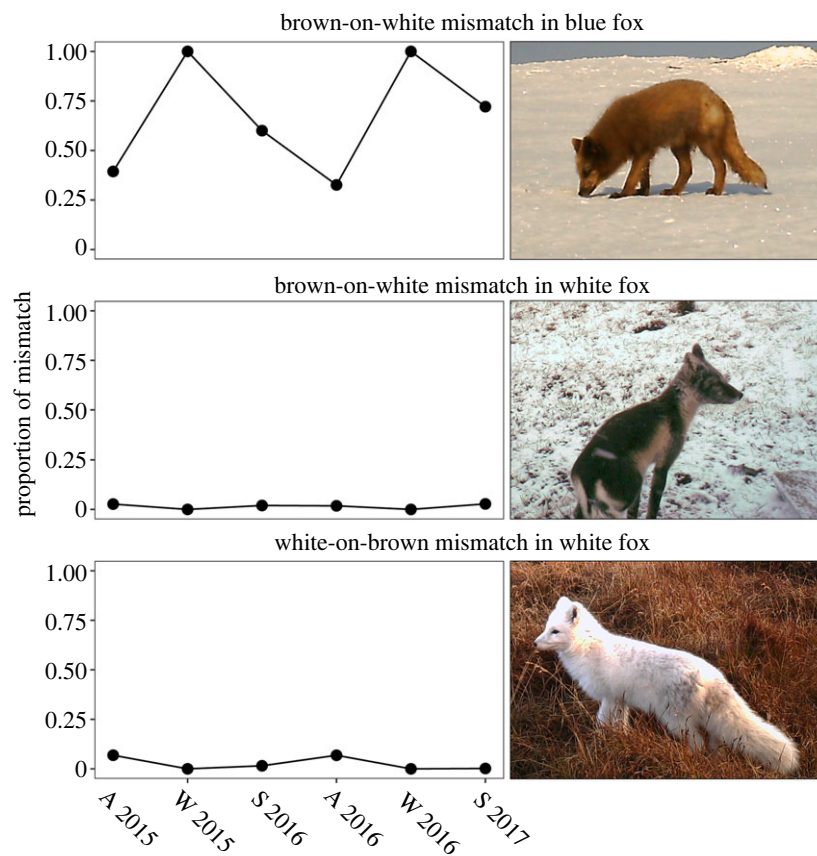 brown-on-white mismatch in blue fox
1.00
0.75
0.50
0.25
0
brown-on-white mismatch in white fox
proportion of mismatch
1.00
0.75
0.50
0.25
0
white-on-brown mismatch in white fox
1.00
0.75
0.50
0.25
0
A 2015
W 2015
S 2016
A 2016
W 2016
S 2017